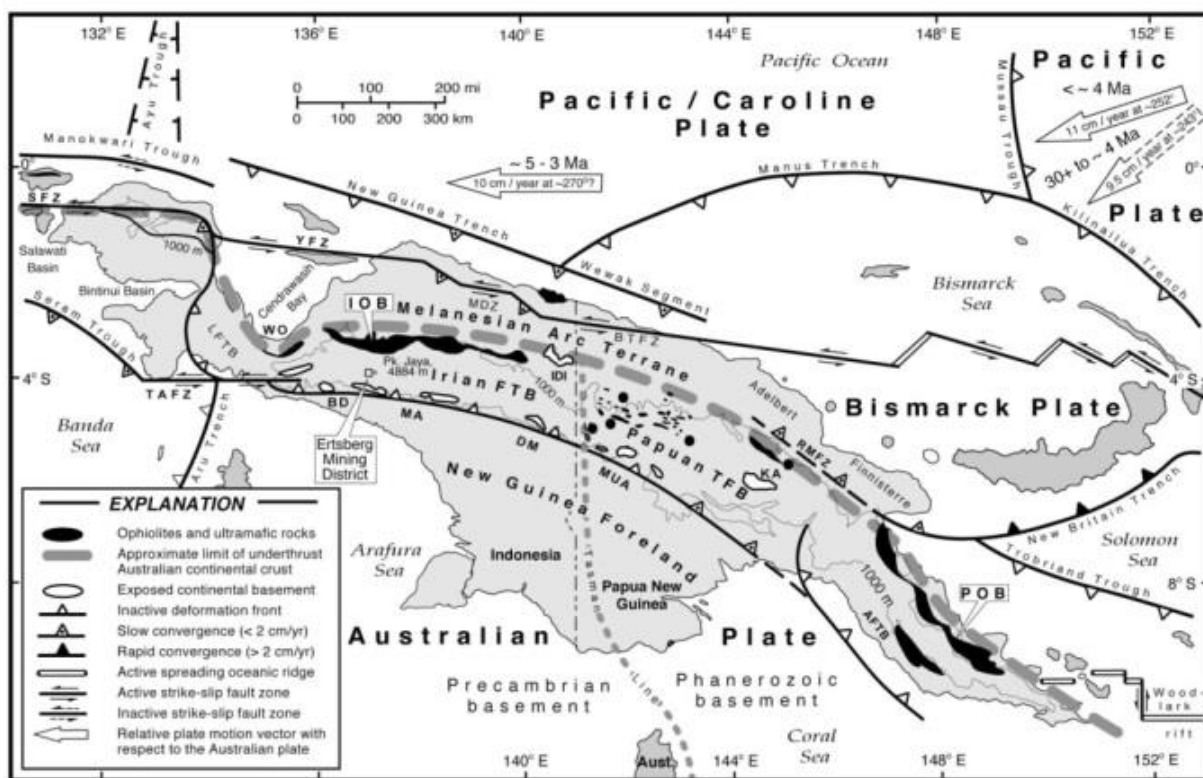 132° E
136° E
140° E
144° E
148° E
152° E
Pacific Ocean
Pacific
< ~ 4 Ma
11 cm / year at ~252°
30+ to ~ 4 Ma
9.5 cm / year at ~243°
Plate
Pacific / Caroline
Plate
0 100 200 mi
0 100 200 300 km
Ayu Trough
Manokwari Trough
0°
0°
~ 5 - 3 Ma
10 cm / year at ~270°?
New Guinea Trench
Manus Trench
Mussau Trough
Kilinailua Trench
SFZ
1000 m
YFZ
Salawati
Basin
Bintinui Basin
Cendrawasih
Bay
Wewak Segment
Bismarck
Sea
Seram Trough
LFTB
WO
IOB
MDZ
Melanesian Arc Terrane
BTFZ
Pk. Jaya,
4884 m
Irian FTB
1000 m
IDI
4° S
4° S
TAFZ
BD
MA
DM
MUA
Adelbert
RMFZ
Finnisterre
Bismarck Plate
Banda
Sea
Aru Trench
Ertsberg
Mining
District
Papuan TFB
KA
New Guinea Foreland
New Britain Trench
Solomon
Sea
Trobriand Trough
8° S
Arafura
Sea
Indonesia
Papua New
Guinea
Tasman
Line
1000 m
POB
AFTB
Australian Plate
Precambrian
basement
Phanerozoic
basement
Coral
Sea
Aust.
Wood
lark
rift
140° E
144° E
148° E
152° E
EXPLANATION
Ophiolites and ultramafic rocks
Approximate limit of underthrust
Australian continental crust
Exposed continental basement
Inactive deformation front
Slow convergence (< 2 cm/yr)
Rapid convergence (> 2 cm/yr)
Active spreading oceanic ridge
Active strike-slip fault zone
Inactive strike-slip fault zone
Relative plate motion vector with
respect to the Australian plate